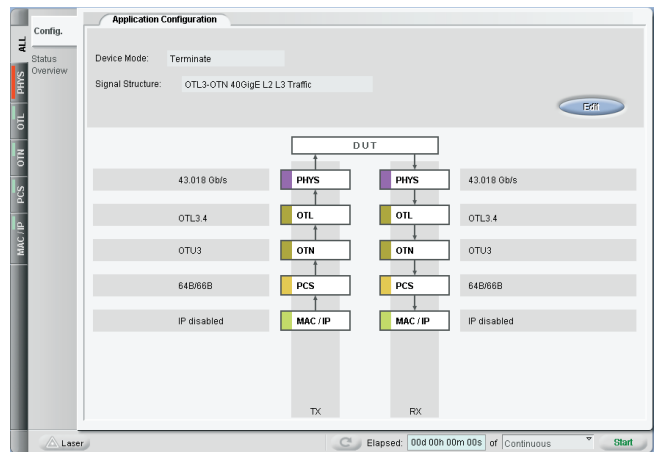 Application Configuration
Config.
Status
Overview
ALL
PHYS
OTL
OTN
PCS
MAC / IP
Device Mode: Terminate
Signal Structure: OTL3-OTN 40GigE L2 L3 Traffic
Edit
DUT
43.018 Gb/s PHYS PHYS 43.018 Gb/s
OTL3.4 OTL OTL OTL3.4
OTU3 OTN OTN OTU3
64B/66B PCS PCS 64B/66B
IP disabled MAC / IP MAC / IP IP disabled
TX RX
Laser Elapsed: 00d 00h 00m 00s of Continuous Start